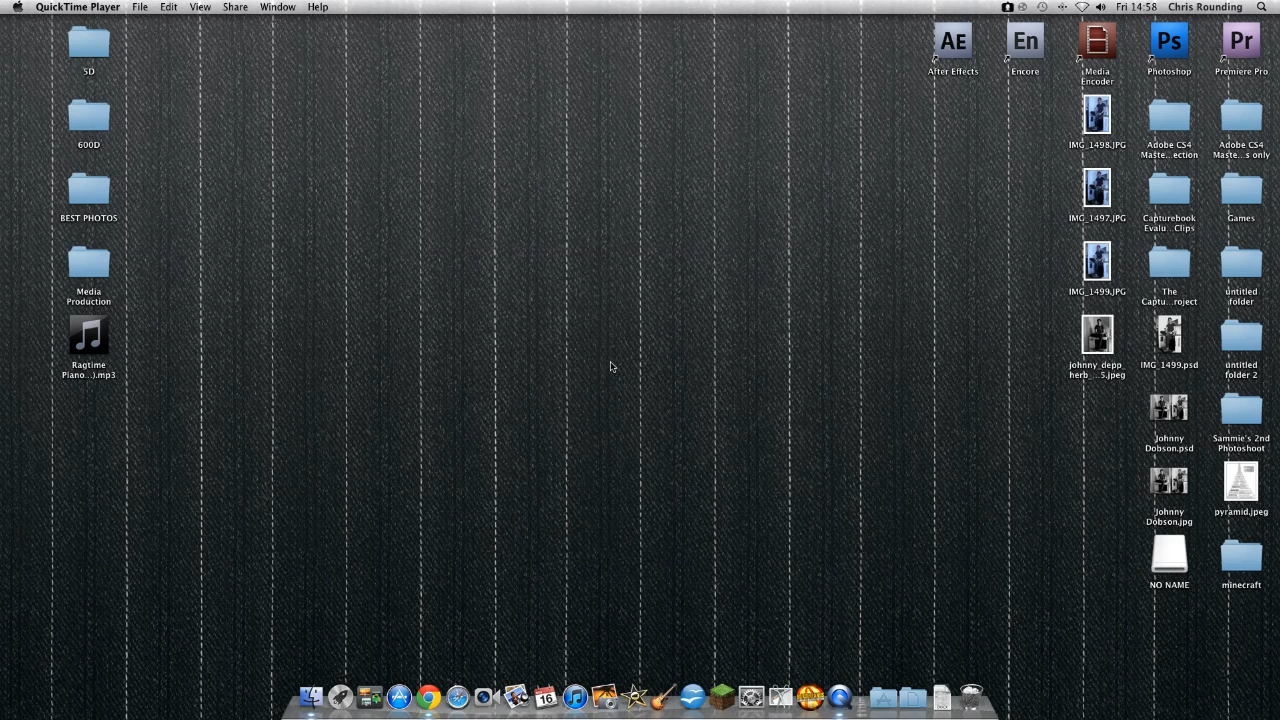 QuickTime Player File Edit View Share Window Help Fri 14:58 Chris Rounding
SD
600D
BEST PHOTOS
Media
Production
Ragtime
Piano...).mp3
Ae
After Effects
En
Encore
Media
Encoder
Ps
Photoshop
Pr
Premiere Pro
IMG_1498.JPG
Adobe CS4
Maste...ection
Adobe CS4
Maste...s only
IMG_1497.JPG
Capturebook
Evalu...Clips
Games
IMG_1499.JPG
The
Captu...roject
untitled
folder
johnny_depp
herb_...5.jpeg
IMG_1499.psd
untitled
folder 2
Johnny
Dobson.psd
Sammie's 2nd
Photoshoot
Johnny
Dobson.jpg
pyramid.jpeg
NO NAME
minecraft
16